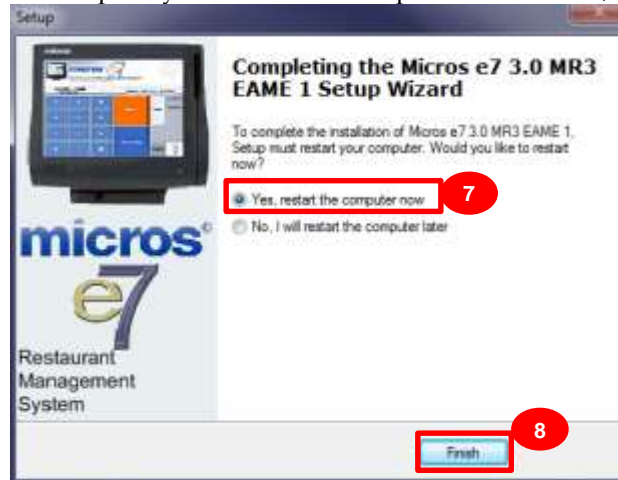 Setup
Completing the Micros e7 3.0 MR3
EAME 1 Setup Wizard
To complete the installation of Micros e7 3.0 MR3 EAME 1,
Setup must restart your computer. Would you like to restart
now?
Yes, restart the computer now
7
No, I will restart the computer later
micros®
e7
Restaurant
Management
System
8
Finish